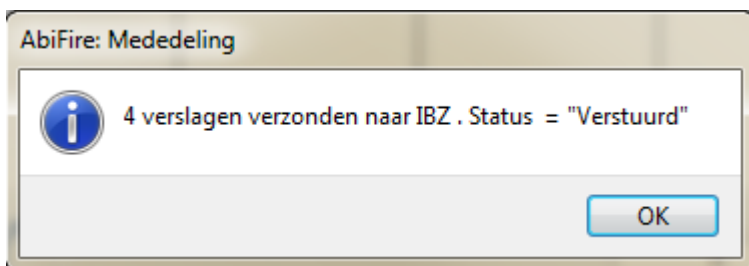 AbiFire: Mededeling
4 verslagen verzonden naar IBZ . Status  = "Verstuurd"
OK